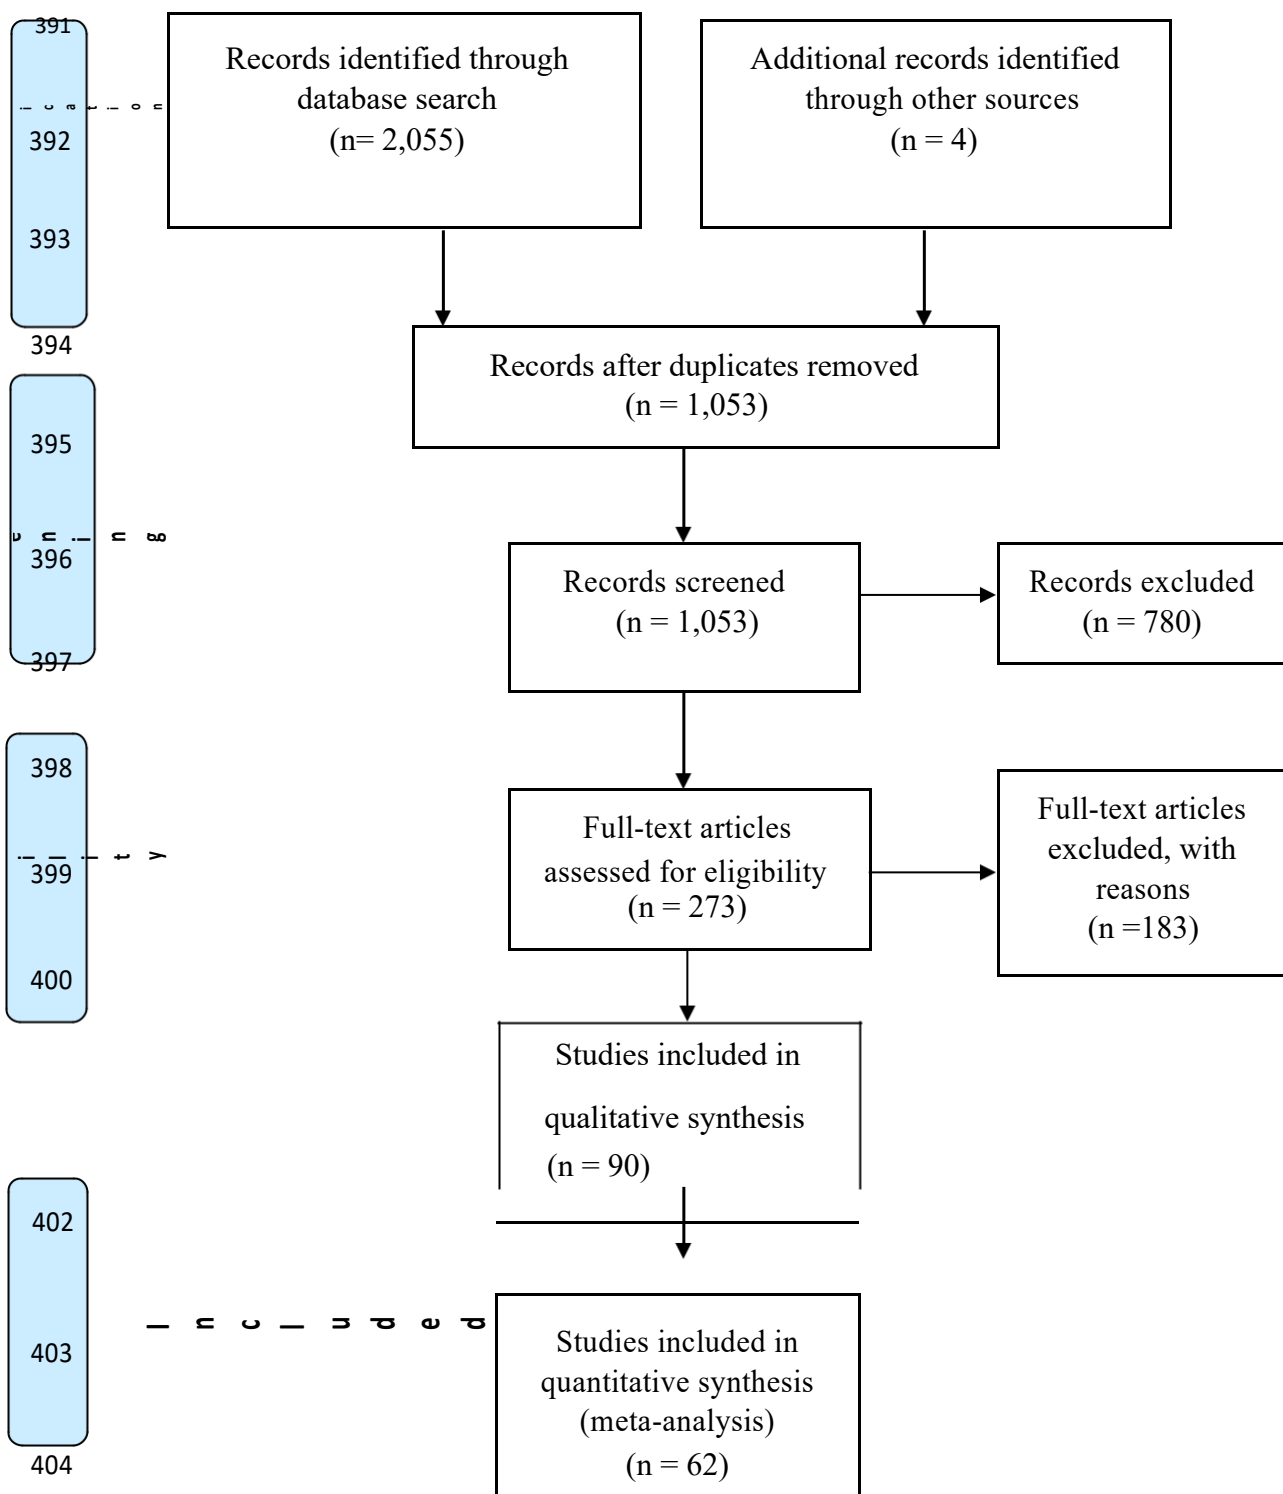 391
Records identified through
database search
(n= 2,055)
Additional records identified
through other sources
(n = 4)
i c a t i o n
392
393
394
Records after duplicates removed
(n = 1,053)
395
e n i n g
396
Records screened
(n = 1,053)
Records excluded
(n = 780)
397
398
Full-text articles
assessed for eligibility
(n = 273)
Full-text articles
excluded, with
reasons
(n =183)
i l i t y
399
400
Studies included in
qualitative synthesis
(n = 90)
402
I n c l u d e d
403
Studies included in
quantitative synthesis
(meta-analysis)
(n = 62)
404